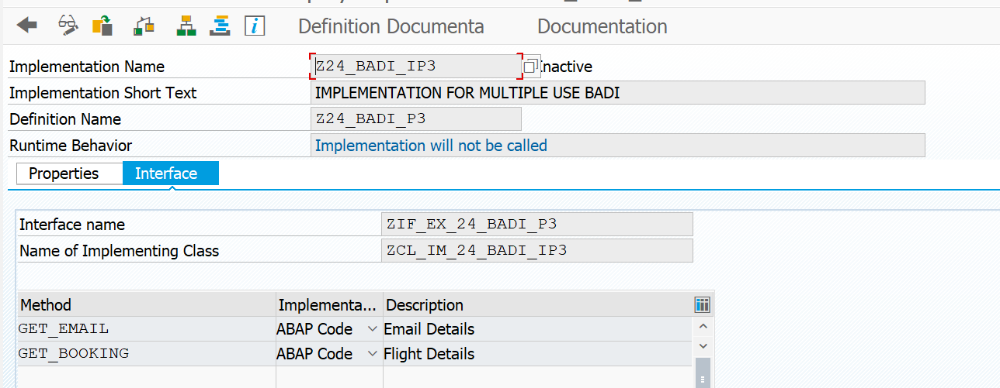 Definition Documenta Documentation
Implementation Name Z24_BADI_IP3 Inactive
Implementation Short Text IMPLEMENTATION FOR MULTIPLE USE BADI
Definition Name Z24_BADI_P3
Runtime Behavior Implementation will not be called
Properties Interface
Interface name ZIF_EX_24_BADI_P3
Name of Implementing Class ZCL_IM_24_BADI_IP3
Method Implementa... Description
GET_EMAIL ABAP Code Email Details
GET_BOOKING ABAP Code Flight Details